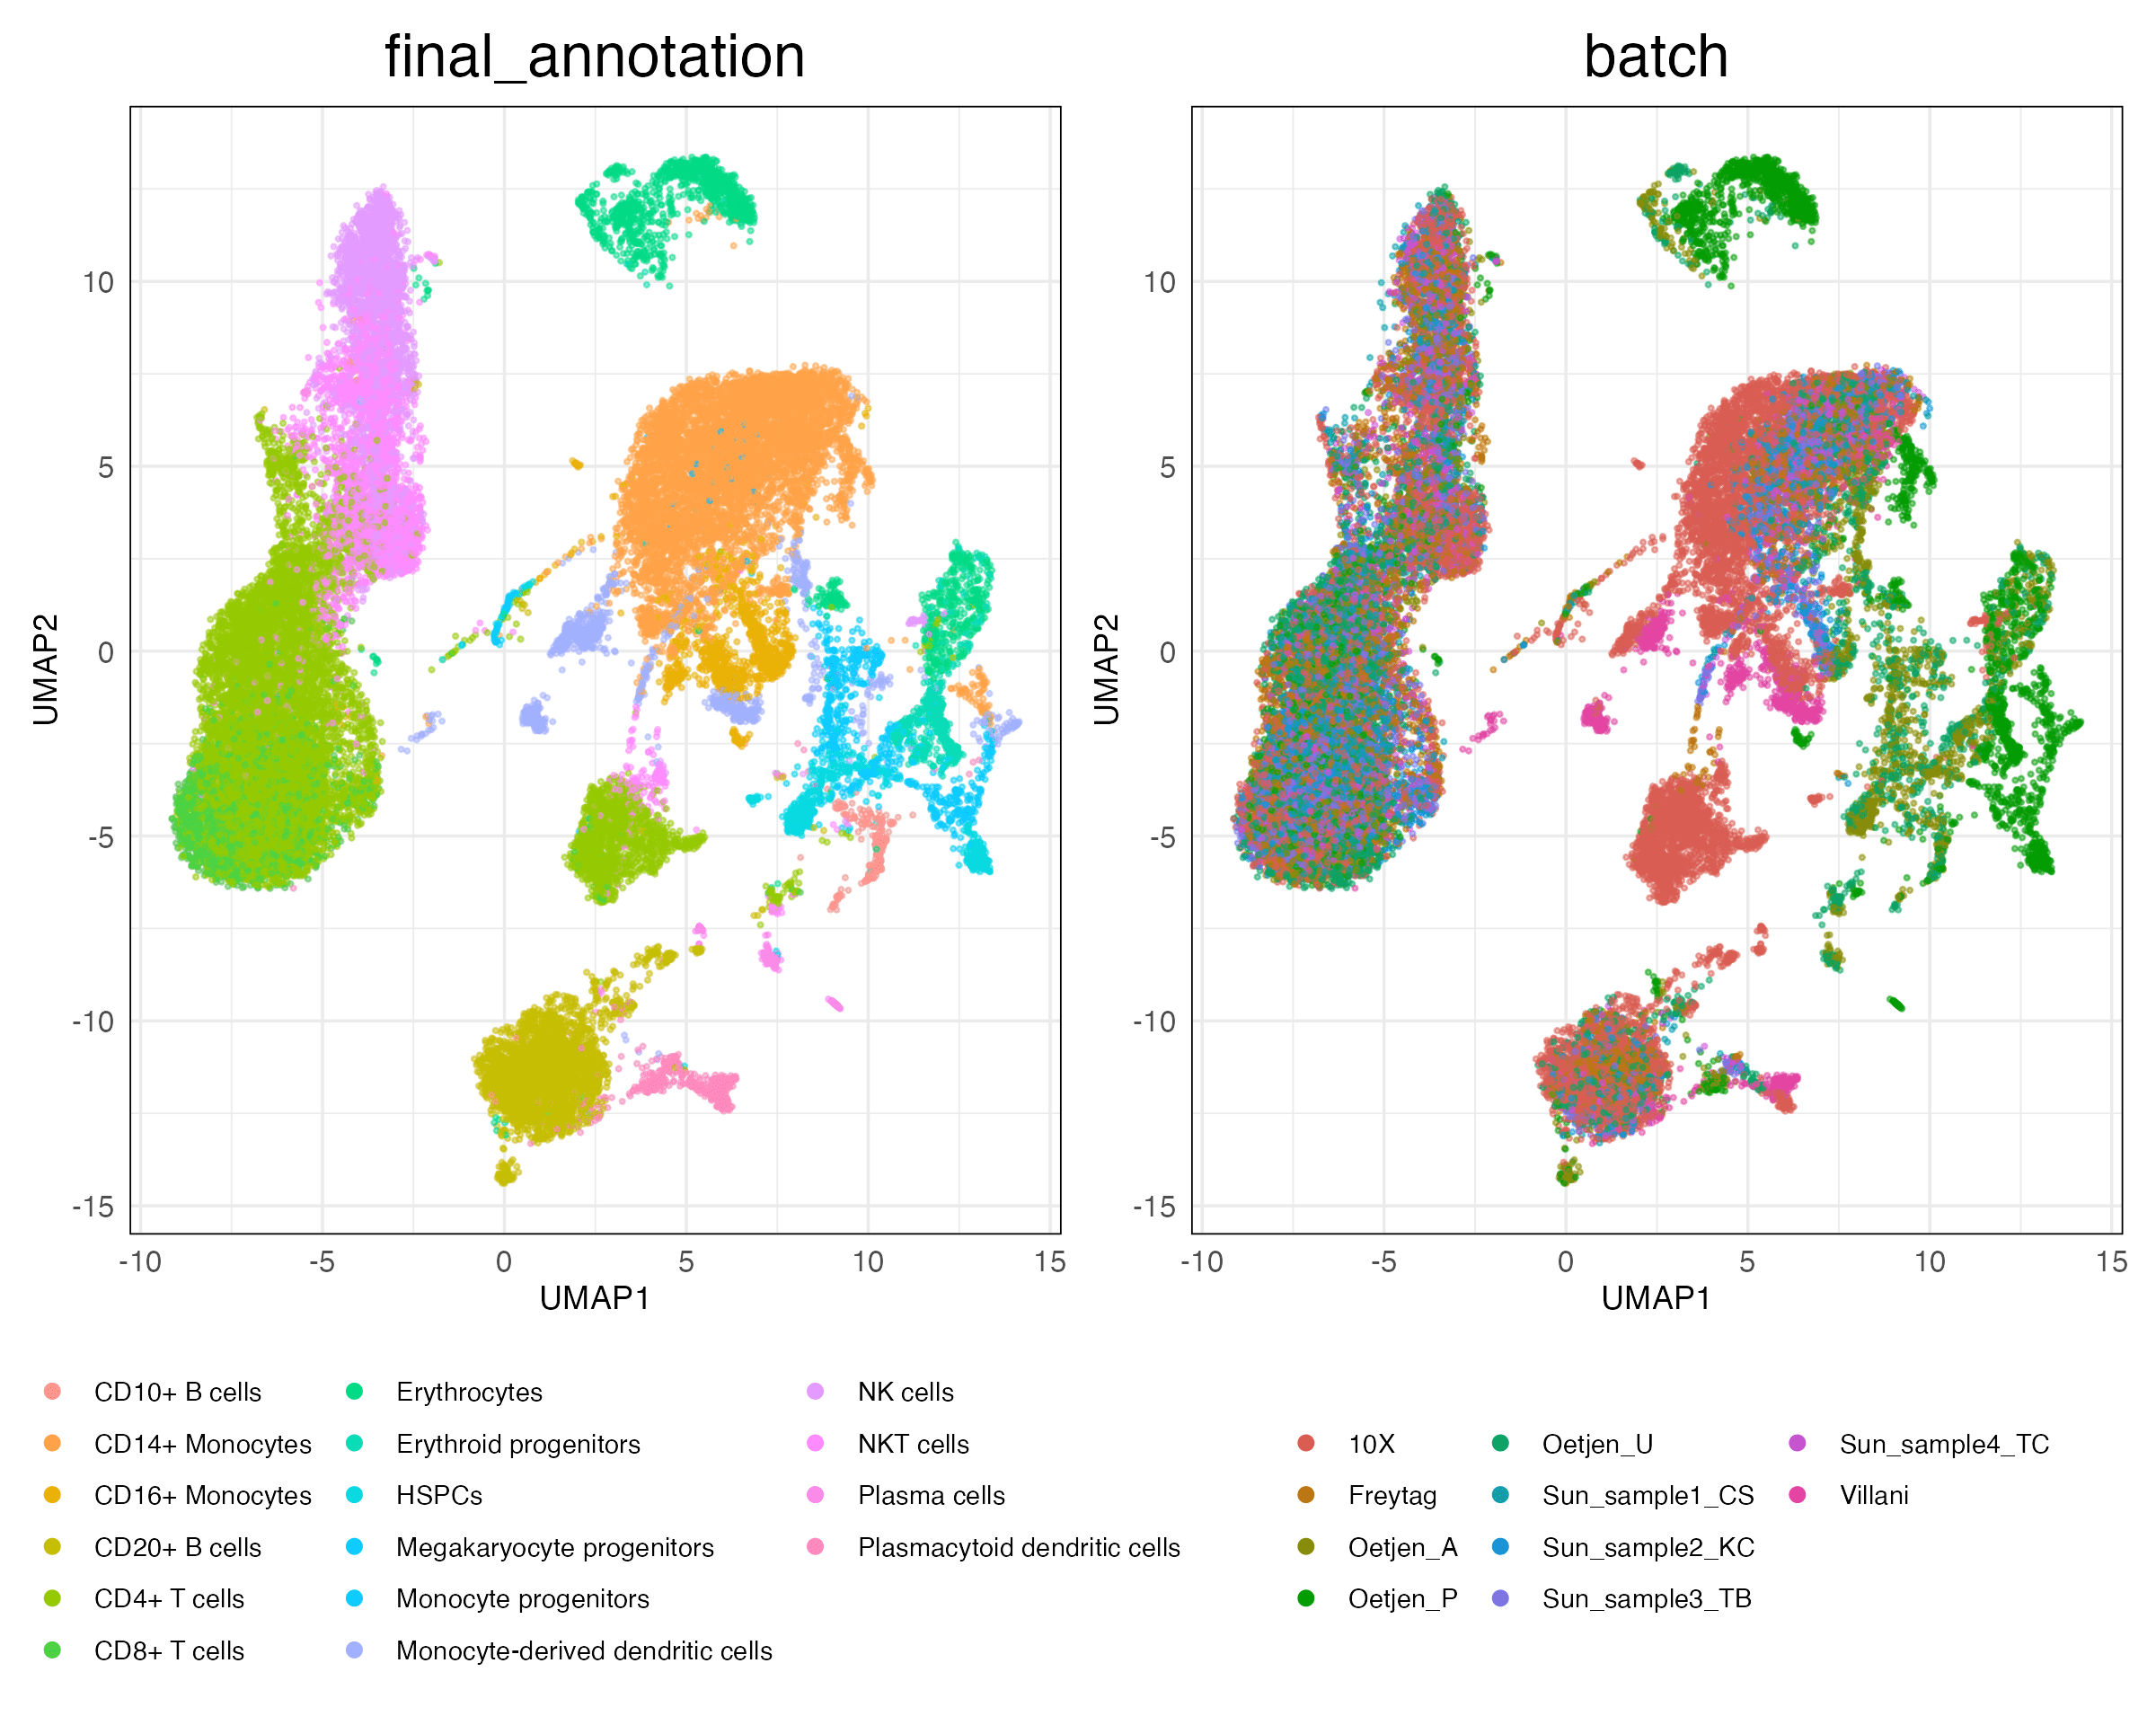 final_annotation
batch
UMAP2
10
5
0
-5
-10
-15
-10
-5
0
5
10
15
UMAP1
UMAP2
10
5
0
-5
-10
-15
-10
-5
0
5
10
15
UMAP1
CD10+ B cells
CD14+ Monocytes
CD16+ Monocytes
CD20+ B cells
CD4+ T cells
CD8+ T cells
Erythrocytes
Erythroid progenitors
HSPCs
Megakaryocyte progenitors
Monocyte progenitors
Monocyte-derived dendritic cells
NK cells
NKT cells
Plasma cells
Plasmacytoid dendritic cells
10X
Freytag
Oetjen_A
Oetjen_P
Oetjen_U
Sun_sample1_CS
Sun_sample2_KC
Sun_sample3_TB
Sun_sample4_TC
Villani